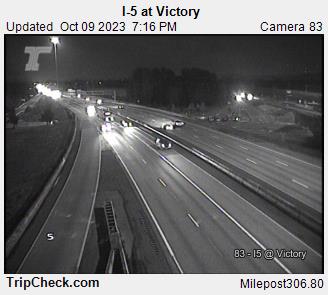 I-5 at Victory
Updated Oct 09 2023 7:16 PM Camera 83
T
S
83 - I5 @ Victory
TripCheck.com Milepost306.80